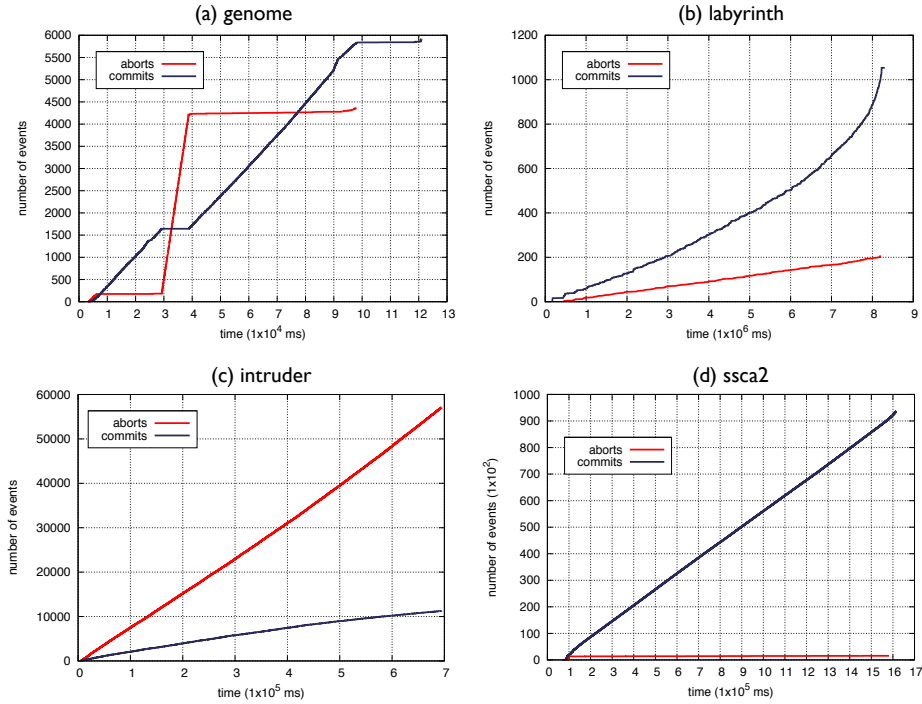 (a) genome
6000
5500
5000
4500
4000
3500
3000
2500
2000
1500
1000
500
0
number of events
aborts
commits
0 1 2 3 4 5 6 7 8 9 10 11 12 13
time (1x10^4 ms)
(b) labyrinth
1200
1000
800
600
400
200
0
number of events
aborts
commits
0 1 2 3 4 5 6 7 8 9
time (1x10^6 ms)
(c) intruder
60000
50000
40000
30000
20000
10000
0
number of events
aborts
commits
0 1 2 3 4 5 6 7
time (1x10^5 ms)
(d) ssca2
1000
900
800
700
600
500
400
300
200
100
0
number of events (1x10^2)
aborts
commits
0 1 2 3 4 5 6 7 8 9 10 11 12 13 14 15 16 17
time (1x10^5 ms)